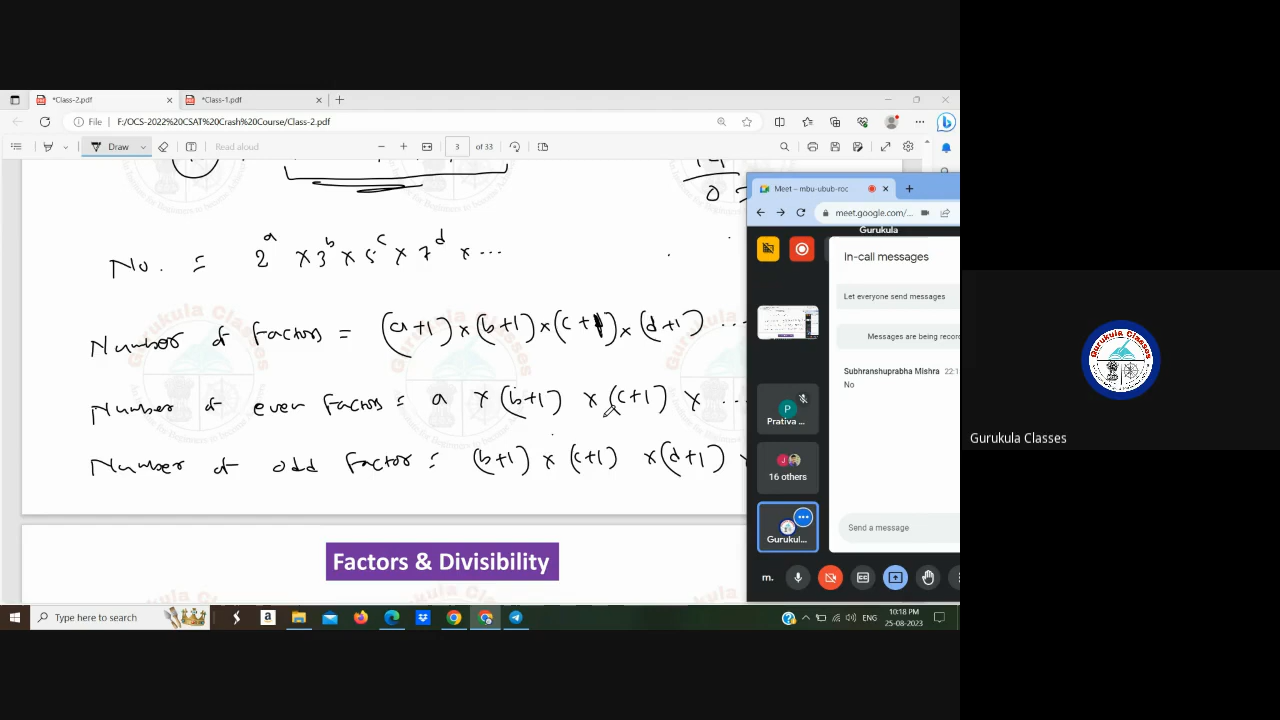 *Class-2.pdf
*Class-1.pdf
File F:/OCS-2022%20CSAT%20Crash%20Course/Class-2.pdf
Draw
Read aloud
3 of 33
No. = 2^a × 3^b × 5^c × 7^d × ...
Number of factors = (a+1) × (b+1) × (c+1) × (d+1) ...
Number of even factors = a × (b+1) × (c+1) × ...
Number of odd factor = (b+1) × (c+1) × (d+1) ×
Factors & Divisibility
Meet – mbu-ubub-roc
meet.google.com/...
Gurukula
In-call messages
Let everyone send messages
Messages are being recor
Subhranshuprabha Mishra 22:1
No
P
Prativa ...
J
16 others
Gurukul...
Send a message
m.
Type here to search
ENG
10:18 PM
25-08-2023
Gurukula Classes
Gurukula Classes